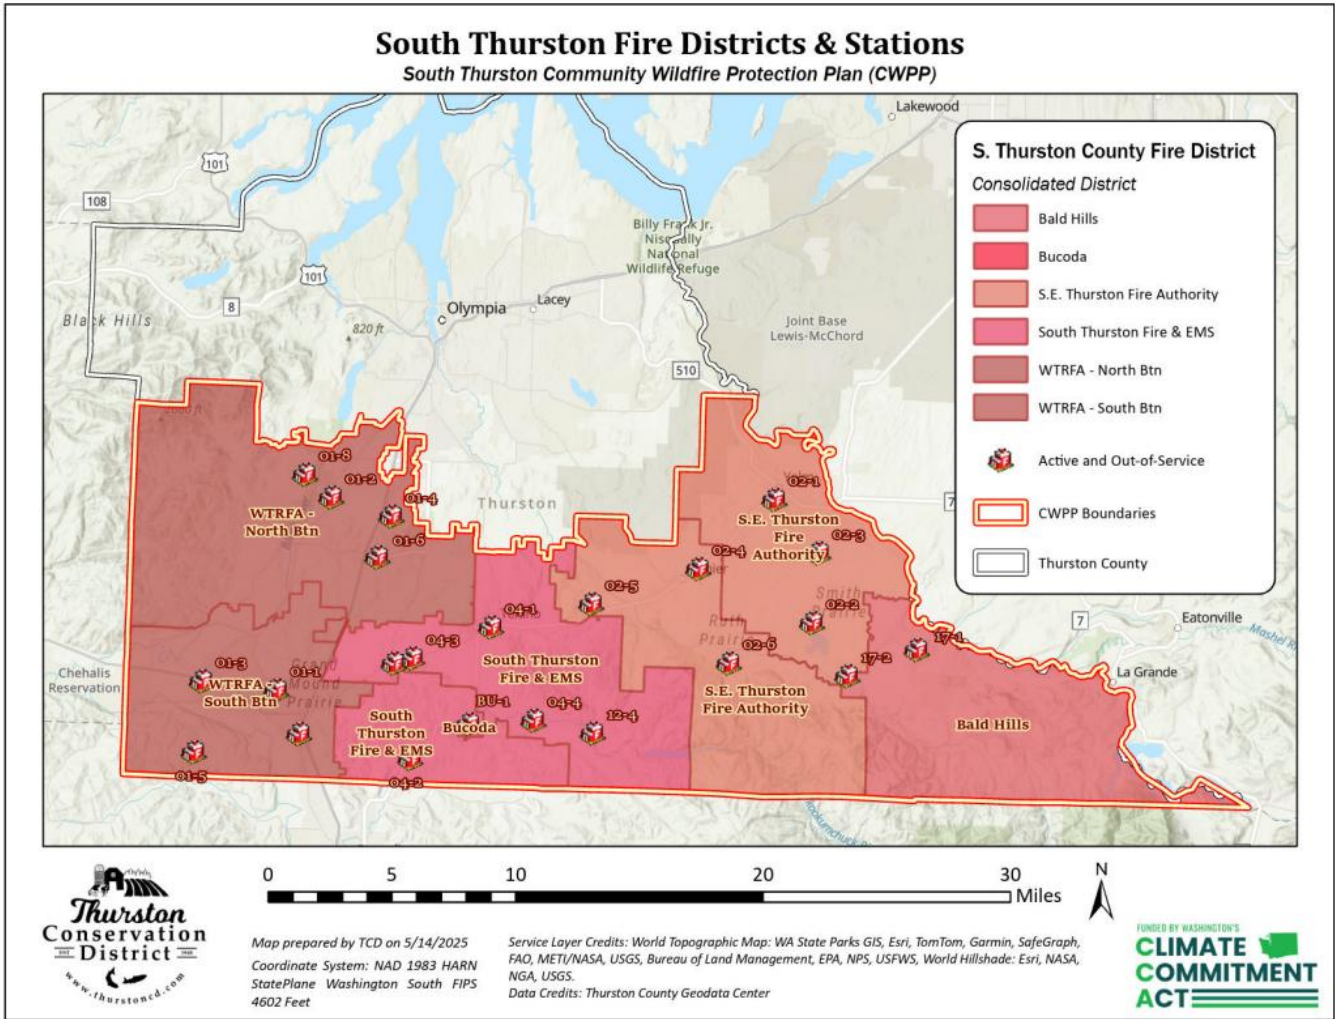 South Thurston Fire Districts & Stations
South Thurston Community Wildfire Protection Plan (CWPP)
Lakewood
101
108
Billy Frank Jr.
Nisqually
National
Wildlife Refuge
101
8
Olympia
Lacey
Black Hills
820 ft
Joint Base
Lewis-McChord
510
7
Thurston
S. Thurston County Fire District
Consolidated District
Bald Hills
Bucoda
S.E. Thurston Fire Authority
South Thurston Fire & EMS
WTRFA - North Btn
WTRFA - South Btn
Active and Out-of-Service
CWPP Boundaries
Thurston County
01-8
01-2
01-4
WTRFA -
North Btn
01-6
02-1
S.E. Thurston
Fire
Authority
02-3
02-4
02-5
02-2
Smith
Prairie
04-1
04-3
02-6
17-1
17-2
7
Eatonville
Mashel
La Grande
Chehalis
Reservation
01-3
WTRFA -
South Btn
01-1
Grand
Mound
Prairie
South Thurston
Fire & EMS
S.E. Thurston
Fire Authority
Bald Hills
South
Thurston
Fire & EMS
BU-1
Bucoda
04-4
12-4
01-5
04-2
0 5 10 20 30
Miles
N
Thurston
Conservation
District
www.thurstoncd.com
Map prepared by TCD on 5/14/2025
Coordinate System: NAD 1983 HARN
StatePlane Washington South FIPS
4602 Feet
Service Layer Credits: World Topographic Map: WA State Parks GIS, Esri, TomTom, Garmin, SafeGraph,
FAO, METI/NASA, USGS, Bureau of Land Management, EPA, NPS, USFWS, World Hillshade: Esri, NASA,
NGA, USGS.
Data Credits: Thurston County Geodata Center
FUNDED BY WASHINGTON'S
CLIMATE
COMMITMENT
ACT